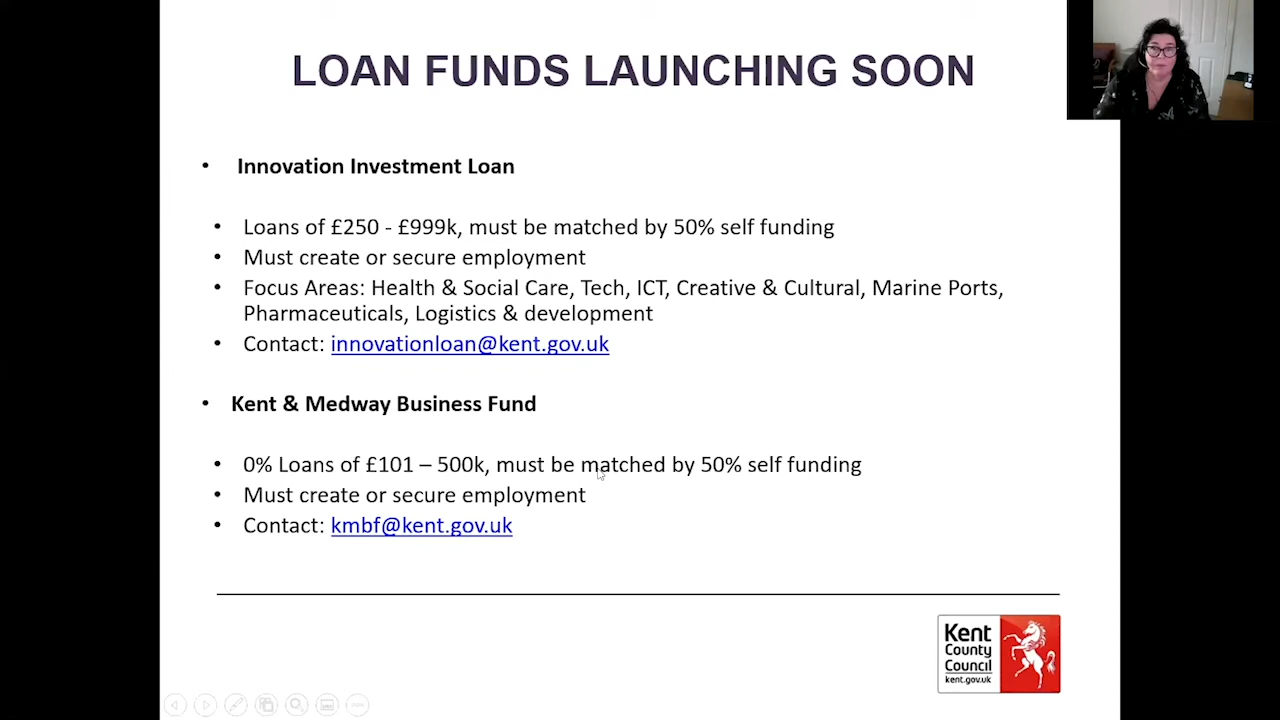 LOAN FUNDS LAUNCHING SOON
• Innovation Investment Loan
• Loans of £250 - £999k, must be matched by 50% self funding
• Must create or secure employment
• Focus Areas: Health & Social Care, Tech, ICT, Creative & Cultural, Marine Ports,
Pharmaceuticals, Logistics & development
• Contact: innovationloan@kent.gov.uk
• Kent & Medway Business Fund
• 0% Loans of £101 – 500k, must be matched by 50% self funding
• Must create or secure employment
• Contact: kmbf@kent.gov.uk
Kent
County
Council
kent.gov.uk